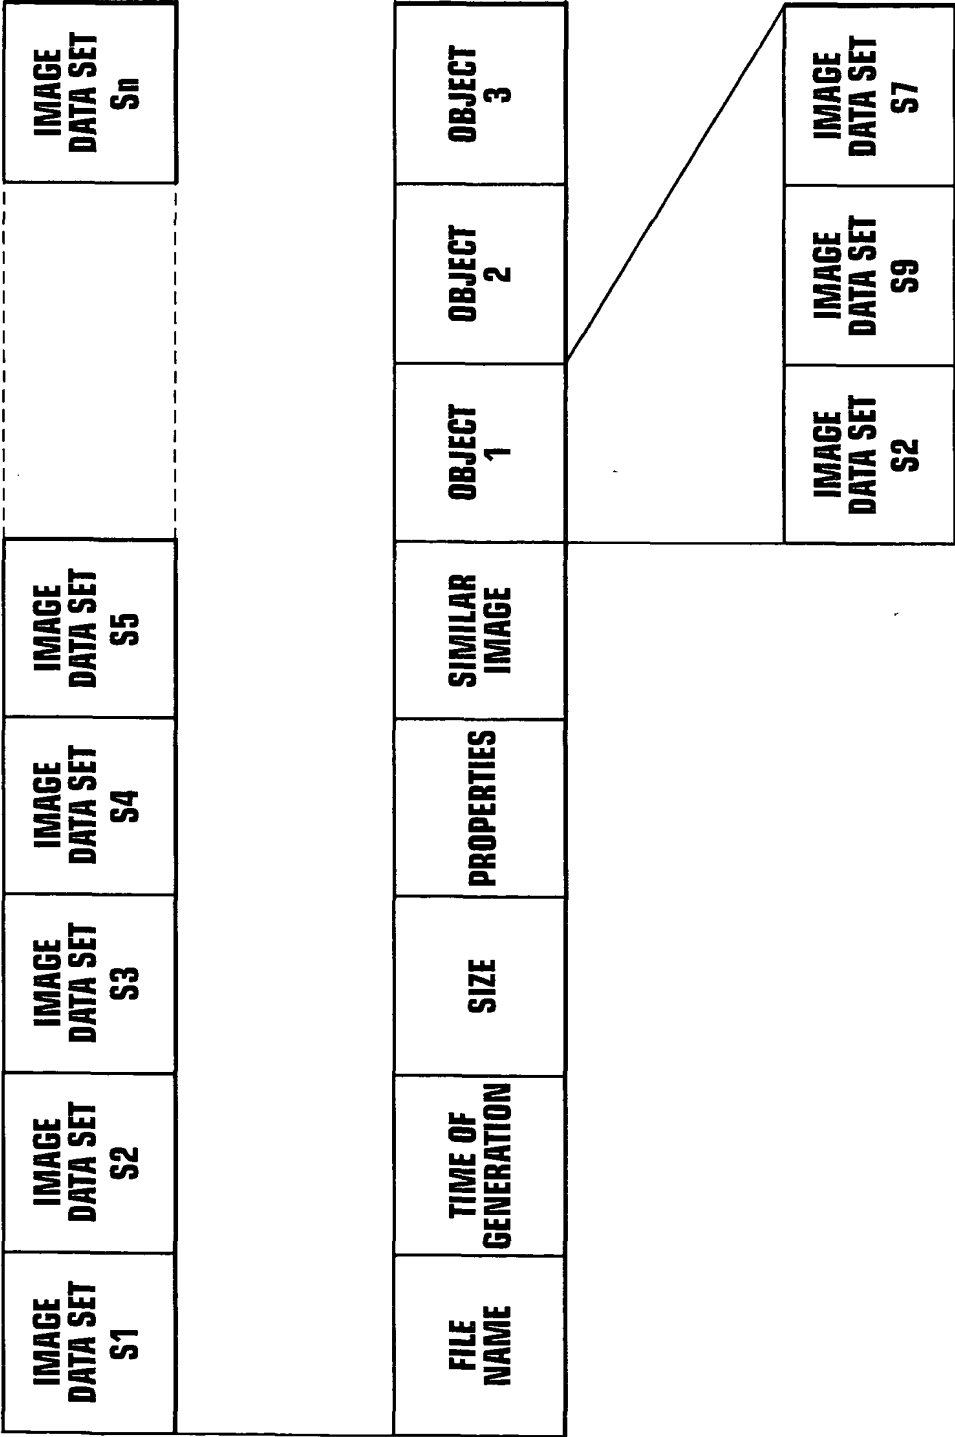 IMAGE
DATA SET
S1
IMAGE
DATA SET
S2
IMAGE
DATA SET
S3
IMAGE
DATA SET
S4
IMAGE
DATA SET
S5
IMAGE
DATA SET
Sn
FILE
NAME
TIME OF
GENERATION
SIZE
PROPERTIES
SIMILAR
IMAGE
OBJECT
1
OBJECT
2
OBJECT
3
IMAGE
DATA SET
S2
IMAGE
DATA SET
S9
IMAGE
DATA SET
S7